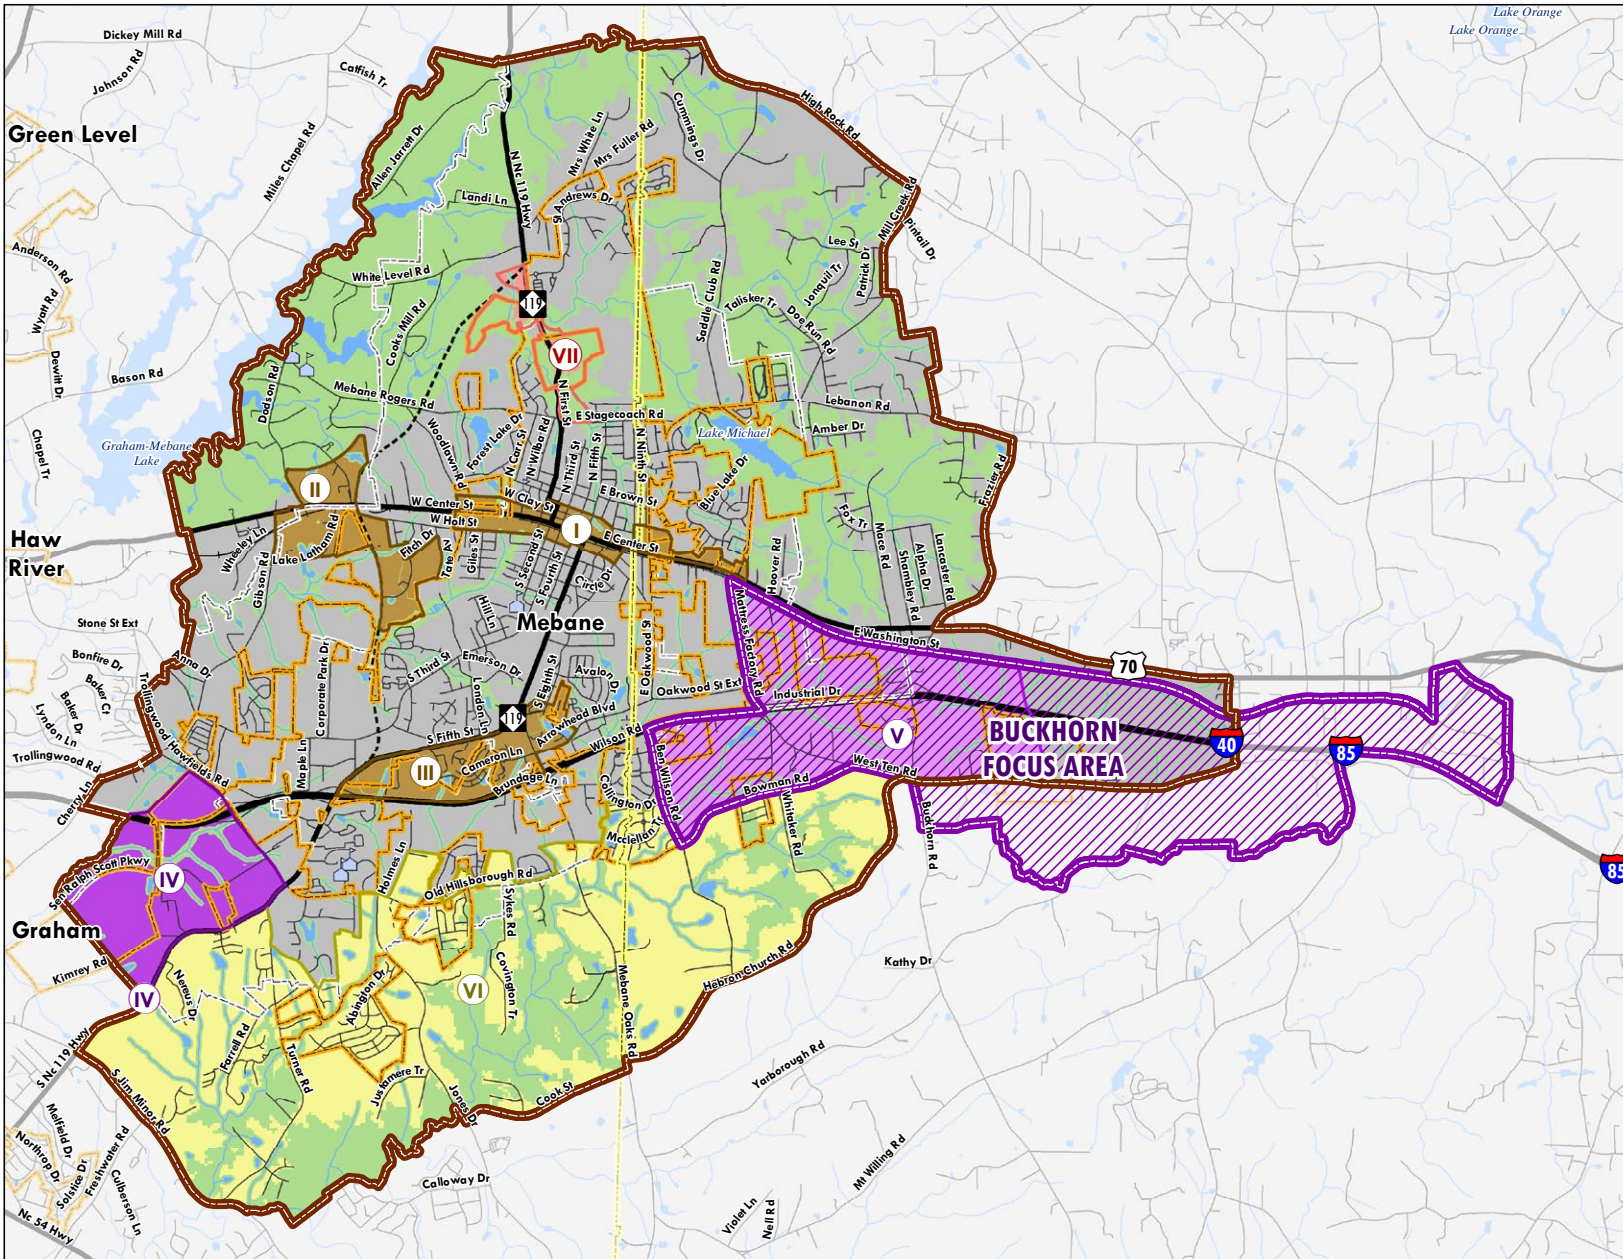 Lake Orange
Lake Orange
Dickey Mill Rd
Johnson Rd
Catfish Tr
Green Level
Miles Chapel Rd
Allen Jarrett Dr
Landi Ln
N Nc 119 Hwy
Mrs White Ln
Mrs Fuller Rd
St Andrews Dr
Cummings Dr
High Rock Rd
Mill Creek Rd
Pintail Dr
Lee St
Patrick Dr
Jonquil Tr
Anderson Rd
Wyatt Rd
Dewitt Dr
White Level Rd
Cooks Mill Rd
119
Saddle Club Rd
Talisker Tr
Doe Run Rd
VII
Bason Rd
Dodson Rd
Mebane Rogers Rd
N First St
E Stagecoach Rd
Lebanon Rd
Amber Dr
Lake Michael
Chapel Tr
Graham-Mebane
Lake
Woodlawn Rd
Forest Lake Dr
N Carr St
N Wilba Rd
N Third St
N Fifth St
N Ninth St
Blue Lake Dr
Frazier Rd
II
W Center St
W Clay St
E Brown St
W Holt St
I
E Center St
Fox Tr
Mace Rd
Shambley Rd
Alpha Dr
Lancaster Rd
Haw
River
Wheeley Ln
Gibson Rd
Lake Latham Rd
Fitch Dr
Tate Av
Giles St
S Second St
S Fourth St
Circle Dr
Hoover Rd
Hill Ln
Mebane
Mattress Factory Rd
E Washington St
70
Stone St Ext
Bonfire Dr
Baker Ct
Baker Dr
Lyndon Ln
Trollingwood Rd
Anne Dr
Trollingwood Hawfields Rd
Corporate Park Dr
S Third St
Emerson Dr
London Ln
S Eighth St
Avalon Dr
E Oakwood St
Oakwood St Ext
Industrial Dr
119
Arrowhead Blvd
Wilson Rd
S Fifth St
Cameron Ln
III
Brundage Ln
Maple Ln
V
BUCKHORN
FOCUS AREA
40
85
West Ten Rd
Bowman Rd
Ben Wilson Rd
Collington Dr
Mcclellan Tr
Whitaker Rd
Buckhorn Rd
Cherry Ln
Sen Ralph Scott Pkwy
IV
Holmes Ln
Old Hillsborough Rd
Sykes Rd
85
Graham
Kimrey Rd
IV
Nereus Dr
Farrell Rd
Abington Dr
VI
Covington Tr
Mebane Oaks Rd
Hebron Church Rd
Kathy Dr
S Nc 119 Hwy
S Jim Minor Rd
Turner Rd
Justamere Tr
Jones Dr
Cook St
Yarborough Rd
Melfield Dr
Northrop Dr
Solstice Dr
Freshwater Rd
Culberson Ln
Nc 54 Hwy
Calloway Dr
Violet Ln
Nell Rd
Mt Willing Rd